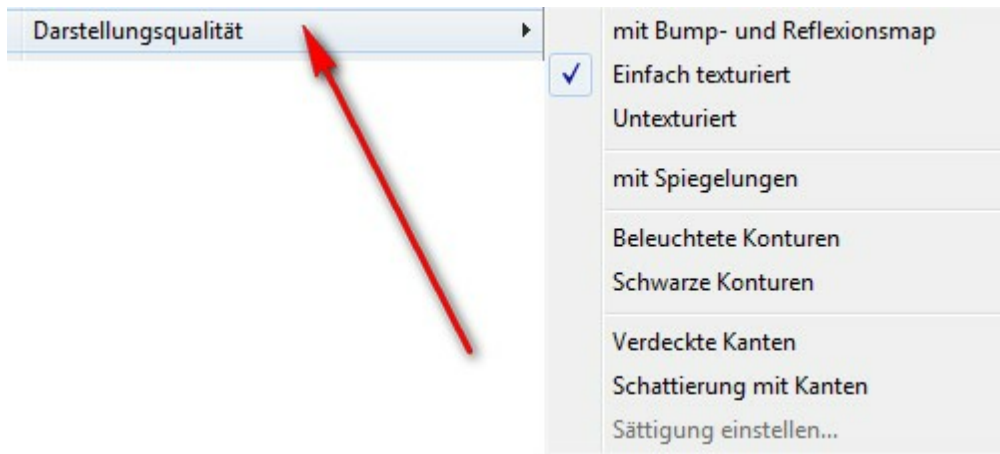 Darstellungsqualität
mit Bump- und Reflexionsmap
Einfach texturiert
Untexturiert
mit Spiegelungen
Beleuchtete Konturen
Schwarze Konturen
Verdeckte Kanten
Schattierung mit Kanten
Sättigung einstellen...